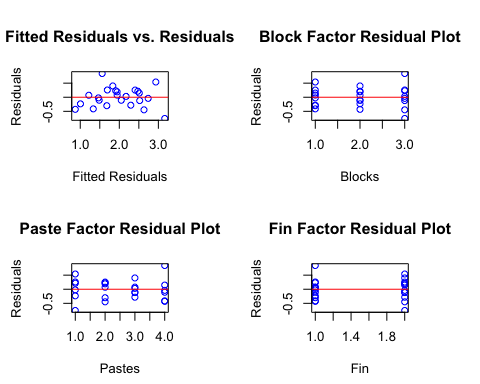 Fitted Residuals vs. Residuals
Residuals
-0.5
1.0 2.0 3.0
Fitted Residuals
Block Factor Residual Plot
Residuals
-0.5
1.0 2.0 3.0
Blocks
Paste Factor Residual Plot
Residuals
-0.5
1.0 2.0 3.0 4.0
Pastes
Fin Factor Residual Plot
Residuals
-0.5
1.0 1.4 1.8
Fin